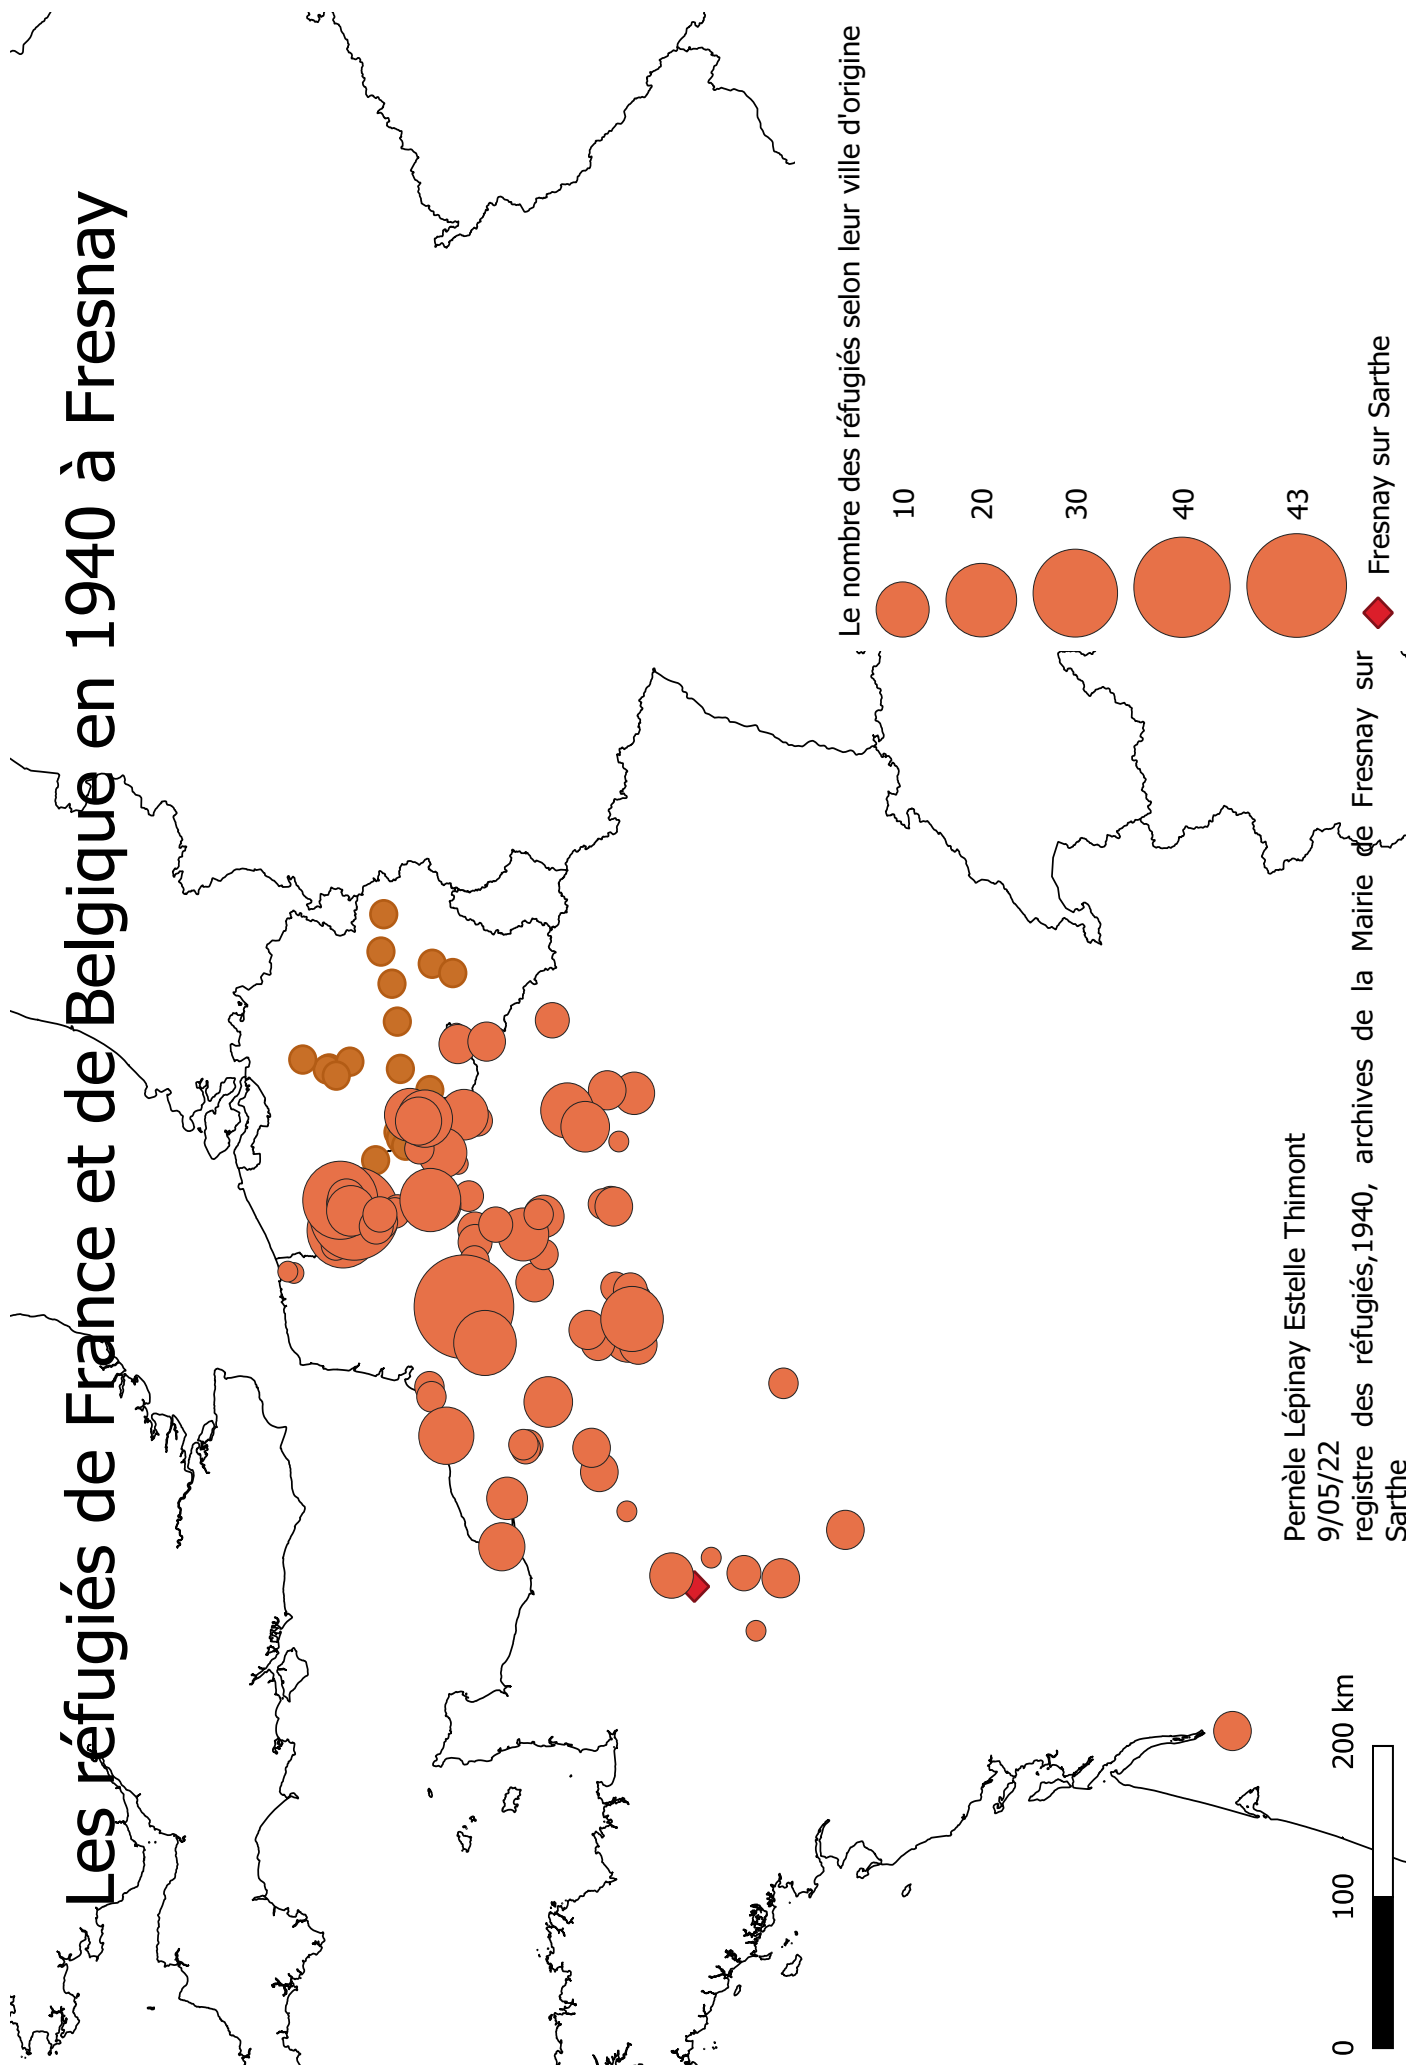 Les réfugiés de France et de Belgique en 1940 à Fresnay
Le nombre des réfugiés selon leur ville d'origine
10
20
30
40
43
Fresnay sur Sarthe
Pernèle Lépinay Estelle Thimont
9/05/22
registre des réfugiés,1940, archives de la Mairie de Fresnay sur
Sarthe
0 100 200 km